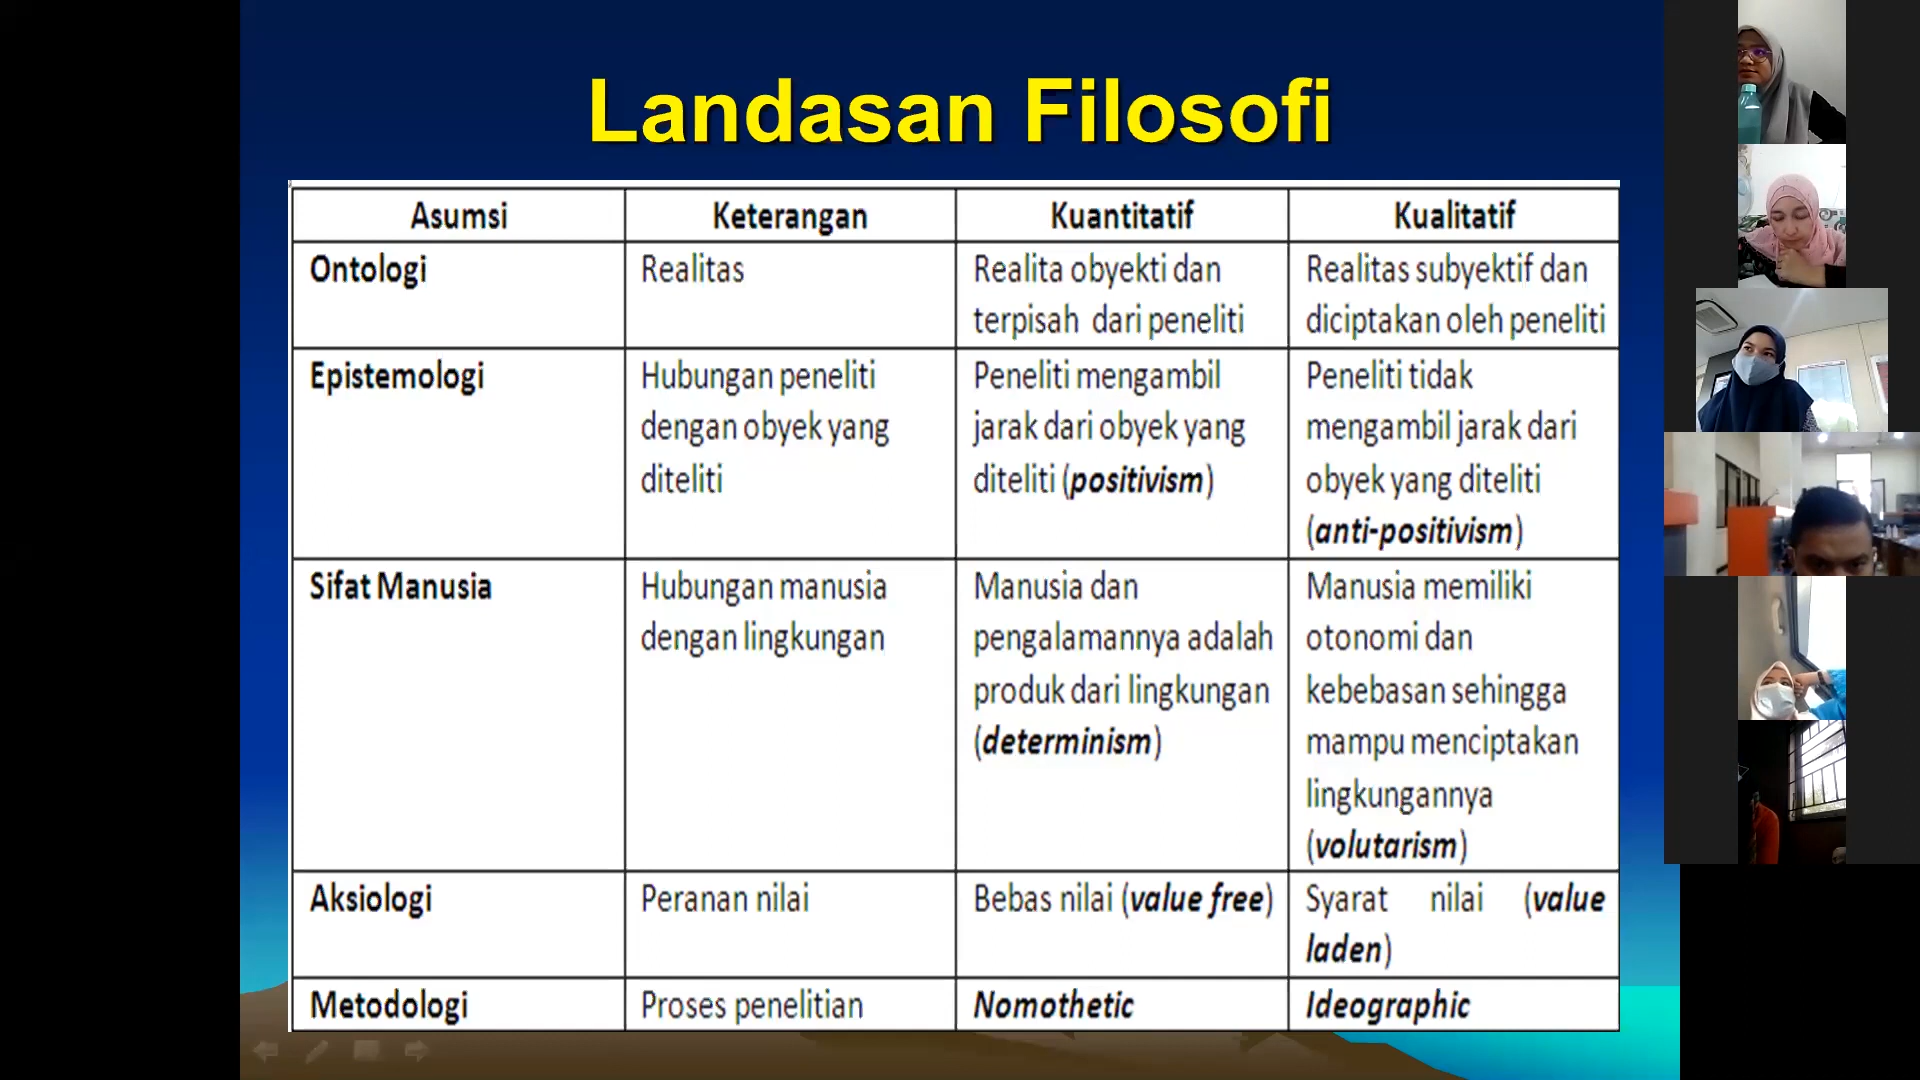 Landasan Filosofi
Asumsi Keterangan Kuantitatif Kualitatif
Ontologi
Realitas
Realita obyekti dan
terpisah dari peneliti
Realitas subyektif dan
diciptakan oleh peneliti
Epistemologi
Hubungan peneliti
dengan obyek yang
diteliti
Peneliti mengambil
jarak dari obyek yang
diteliti (positivism)
Peneliti tidak
mengambil jarak dari
obyek yang diteliti
(anti-positivism)
Sifat Manusia
Hubungan manusia
dengan lingkungan
Manusia dan
pengalamannya adalah
produk dari lingkungan
(determinism)
Manusia memiliki
otonomi dan
kebebasan sehingga
mampu menciptakan
lingkungannya
(volutarism)
Aksiologi
Peranan nilai
Bebas nilai (value free)
Syarat nilai (value
laden)
Metodologi
Proses penelitian
Nomothetic
Ideographic